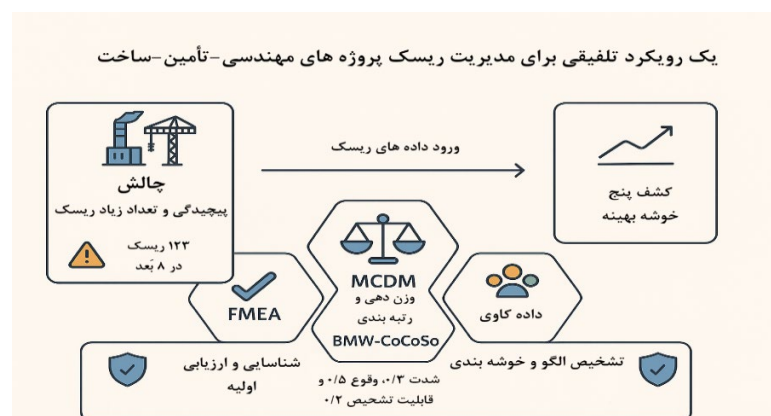 یک رویکرد تلفیقی برای مدیریت ریسک پروژه های مهندسی-تأمین-ساخت
چالش
پیچیدگی و تعداد زیاد ریسک
۱۲۳ ریسک
در ۸ بُعد
ورود داده های ریسک
کشف پنج
خوشه بهینه
FMEA
MCDM
وزن دهی و
رتبه بندی
BMW-CoCoSo
داده کاوی
شناسایی و ارزیابی
اولیه
شدت ۰/۳، وقوع ۰/۵ و
قابلیت تشخیص ۰/۲
تشخیص الگو و خوشه بندی